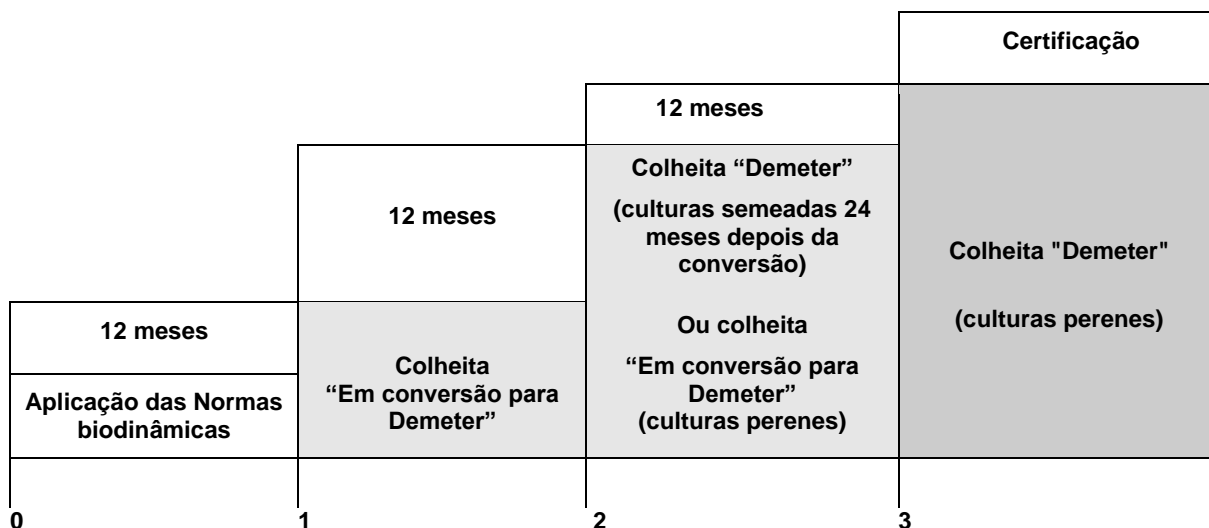 12 meses
Aplicação das Normas
biodinâmicas
12 meses
Colheita
“Em conversão para
Demeter”
12 meses
Colheita “Demeter”
(culturas semeadas 24
meses depois da
conversão)
Ou colheita
“Em conversão para
Demeter”
(culturas perenes)
Certificação
Colheita "Demeter"
(culturas perenes)
0
1
2
3